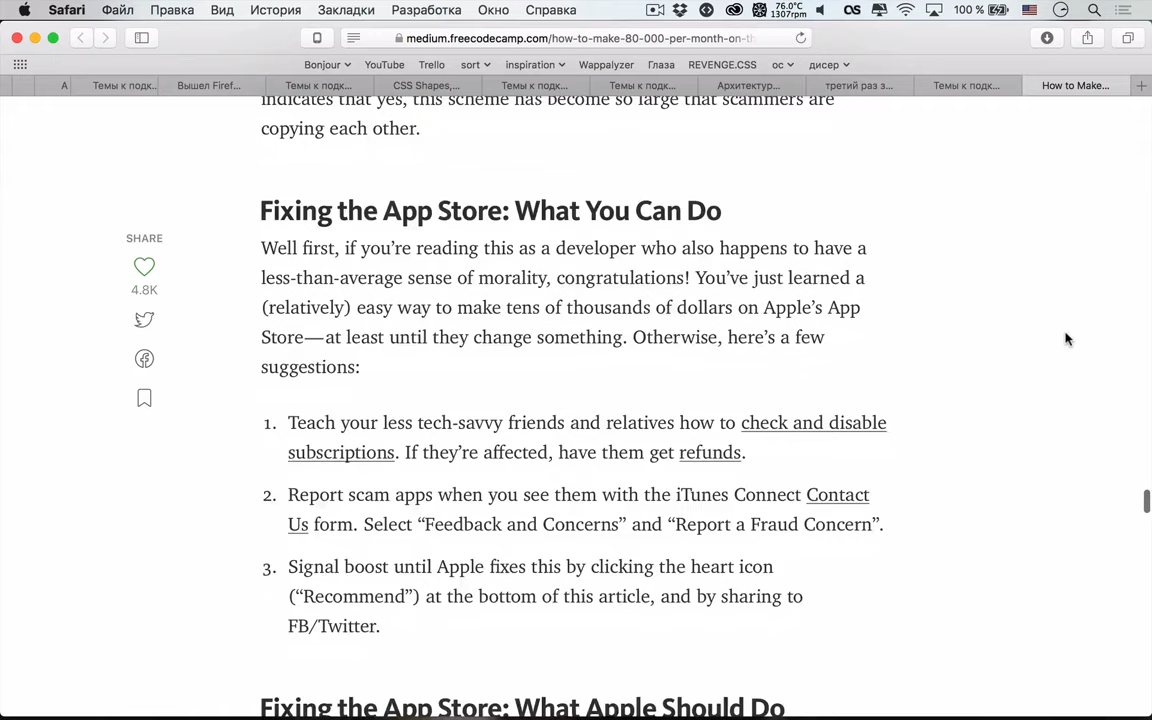 Safari Файл Правка Вид История Закладки Разработка Окно Справка 76.0°C 1307rpm 100 %
medium.freecodecamp.com/how-to-make-80-000-per-month-on-th
Bonjour YouTube Trello sort inspiration Wappalyzer Глаза REVENGE.CSS ос дисер
А Темы к подк... Вышел Firef... Темы к подк... CSS Shapes,... Темы к подк... Темы к подк... Архитектур... третий раз з... Темы к подк... How to Make...
indicates that yes, this scheme has become so large that scammers are
copying each other.
Fixing the App Store: What You Can Do
SHARE
4.8K
Well first, if you’re reading this as a developer who also happens to have a
less-than-average sense of morality, congratulations! You’ve just learned a
(relatively) easy way to make tens of thousands of dollars on Apple’s App
Store — at least until they change something. Otherwise, here’s a few
suggestions:
1. Teach your less tech-savvy friends and relatives how to check and disable
subscriptions. If they’re affected, have them get refunds.
2. Report scam apps when you see them with the iTunes Connect Contact
Us form. Select “Feedback and Concerns” and “Report a Fraud Concern”.
3. Signal boost until Apple fixes this by clicking the heart icon
(“Recommend”) at the bottom of this article, and by sharing to
FB/Twitter.
Fixing the App Store: What Apple Should Do